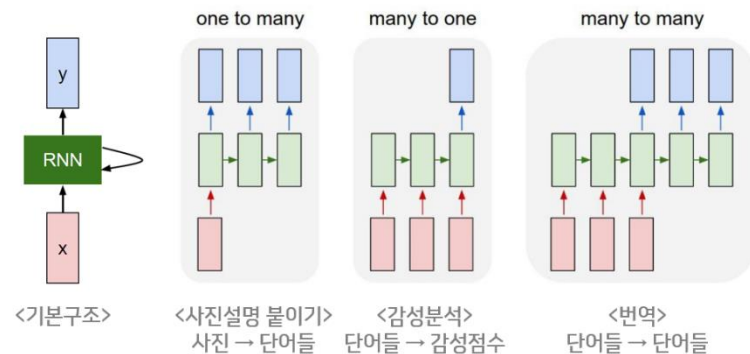 one to many
many to one
many to many
y
RNN
x
<기본구조>
<사진설명 붙이기>
사진 → 단어들
<감성분석>
단어들 → 감성점수
<번역>
단어들 → 단어들